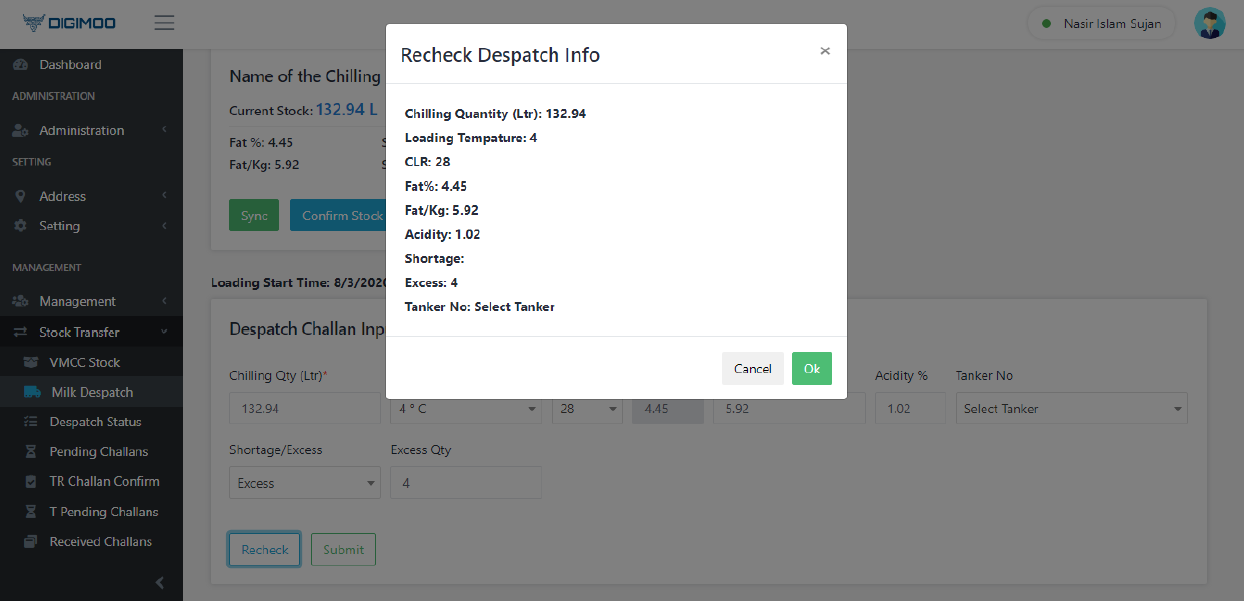 DIGIMOO
Nasir Islam Sujan
Dashboard
ADMINISTRATION
Administration
SETTING
Address
Setting
MANAGEMENT
Management
Stock Transfer
VMCC Stock
Milk Despatch
Despatch Status
Pending Challans
TR Challan Confirm
T Pending Challans
Received Challans
Name of the Chilling
Current Stock: 132.94 L
Fat %: 4.45
Fat/Kg: 5.92
Sync
Confirm Stock
Loading Start Time: 8/3/202
Recheck Despatch Info
×
Chilling Quantity (Ltr): 132.94
Loading Tempature: 4
CLR: 28
Fat%: 4.45
Fat/Kg: 5.92
Acidity: 1.02
Shortage:
Excess: 4
Tanker No: Select Tanker
Cancel
Ok
Despatch Challan Inp
Chilling Qty (Ltr)*
Acidity %
Tanker No
132.94
4 ° C
28
4.45
5.92
1.02
Select Tanker
Shortage/Excess
Excess Qty
Excess
4
Recheck
Submit